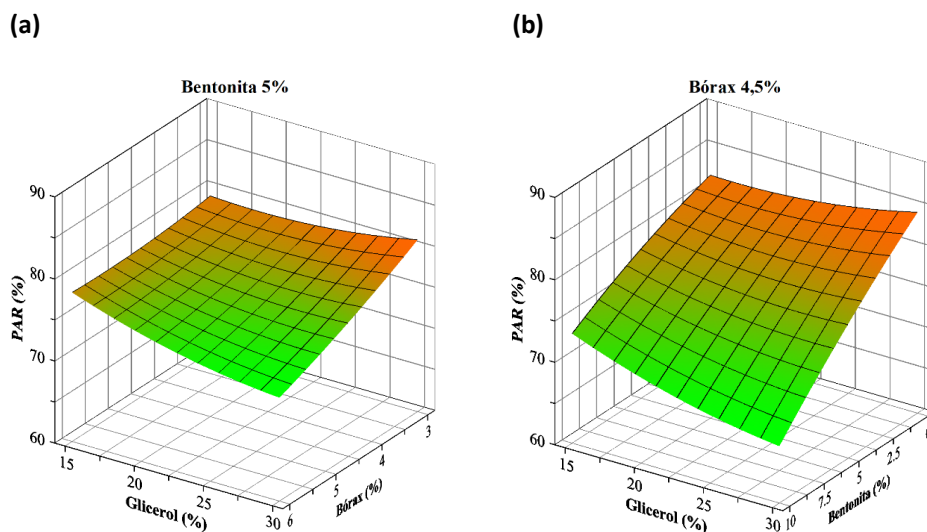 (a)
Bentonita 5%
PAR (%)
90
80
70
60
15
20
25
30
Glicerol (%)
6
5
4
3
Bórax (%)
(b)
Bórax 4,5%
PAR (%)
90
80
70
60
15
20
25
30
Glicerol (%)
10
7.5
5
2.5
0
Bentonita (%)